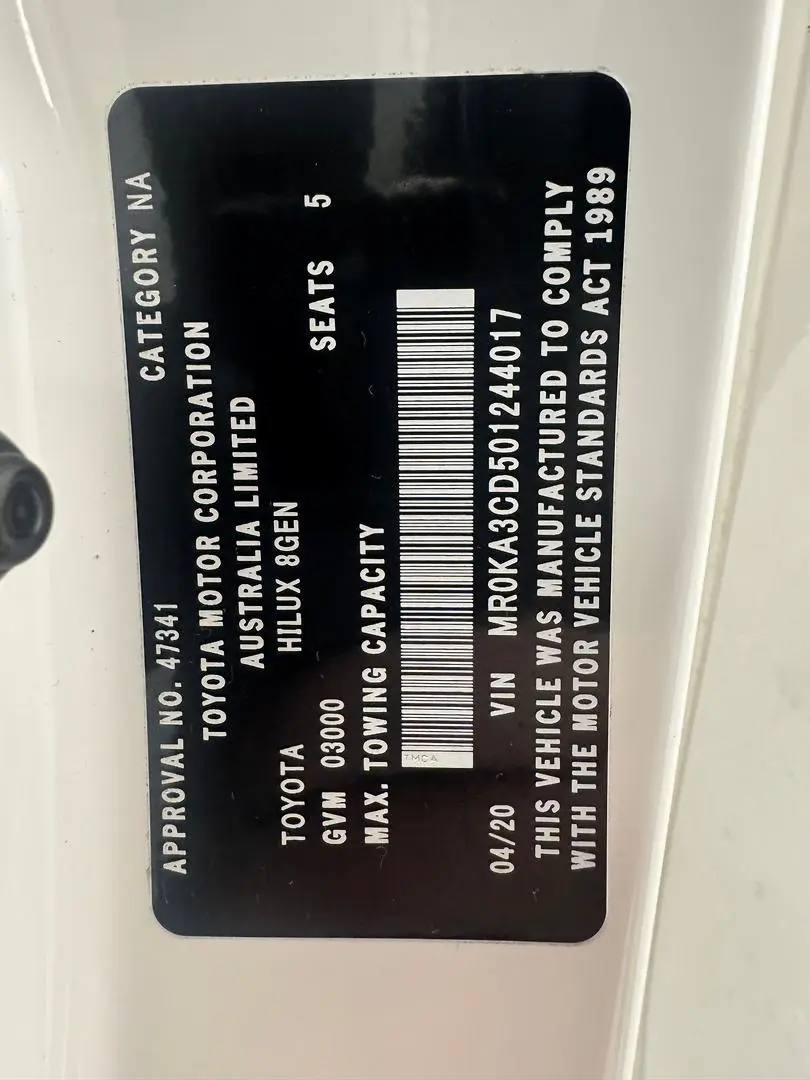 APPROVAL NO. 47341 CATEGORY NA
TOYOTA MOTOR CORPORATION
AUSTRALIA LIMITED
TOYOTA HILUX 8GEN
GVM 03000 SEATS 5
MAX. TOWING CAPACITY
TMCA
04/20 VIN MR0KA3CD501244017
THIS VEHICLE WAS MANUFACTURED TO COMPLY
WITH THE MOTOR VEHICLE STANDARDS ACT 1989